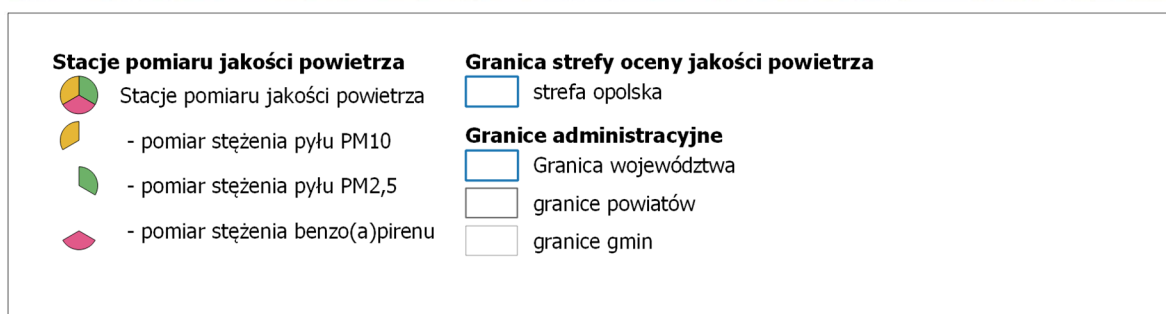 Stacje pomiaru jakości powietrza
Stacje pomiaru jakości powietrza
- pomiar stężenia pyłu PM10
- pomiar stężenia pyłu PM2,5
- pomiar stężenia benzo(a)pirenu
Granica strefy oceny jakości powietrza
strefa opolska
Granice administracyjne
Granica województwa
granice powiatów
granice gmin